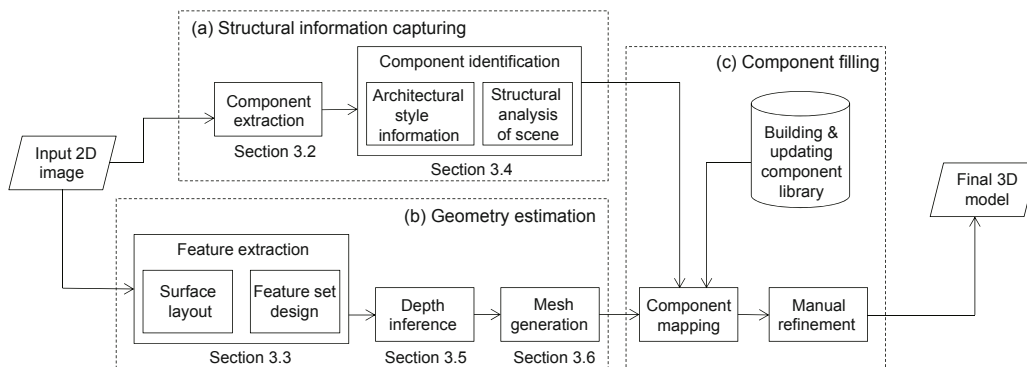 (a) Structural information capturing
Component
extraction
Section 3.2
Component identification
Architectural
style
information
Structural
analysis
of scene
Section 3.4
Input 2D
image
(b) Geometry estimation
Feature extraction
Surface
layout
Feature set
design
Section 3.3
Depth
inference
Section 3.5
Mesh
generation
Section 3.6
(c) Component filling
Building &
updating
component
library
Component
mapping
Manual
refinement
Final 3D
model